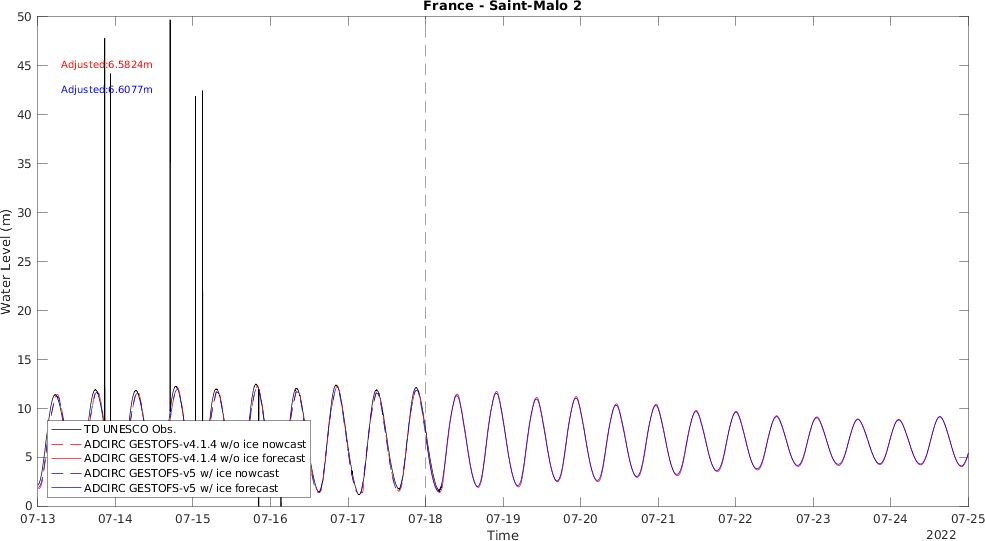 France - Saint-Malo 2
Water Level (m)
50
45
40
35
30
25
20
15
10
5
0
Adjusted:6.5824m
Adjusted:6.6077m
TD UNESCO Obs.
ADCIRC GESTOFS-v4.1.4 w/o ice nowcast
ADCIRC GESTOFS-v4.1.4 w/o ice forecast
ADCIRC GESTOFS-v5 w/ ice nowcast
ADCIRC GESTOFS-v5 w/ ice forecast
07-13 07-14 07-15 07-16 07-17 07-18 07-19 07-20 07-21 07-22 07-23 07-24 07-25
Time
2022